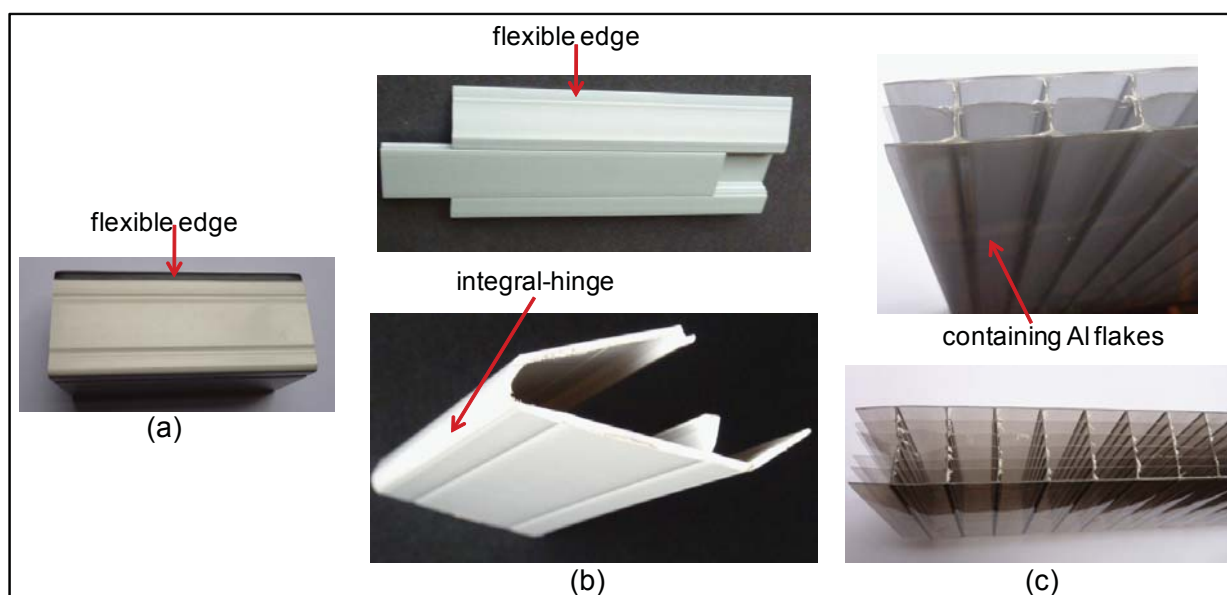 flexible edge
(a)
flexible edge
integral-hinge
(b)
containing Al flakes
(c)